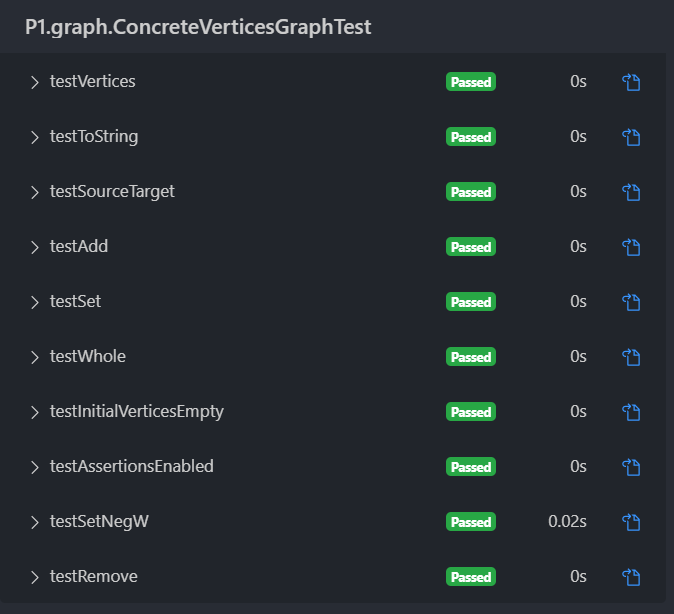 P1.graph.ConcreteVerticesGraphTest
testVertices Passed 0s
testToString Passed 0s
testSourceTarget Passed 0s
testAdd Passed 0s
testSet Passed 0s
testWhole Passed 0s
testInitialVerticesEmpty Passed 0s
testAssertionsEnabled Passed 0s
testSetNegW Passed 0.02s
testRemove Passed 0s